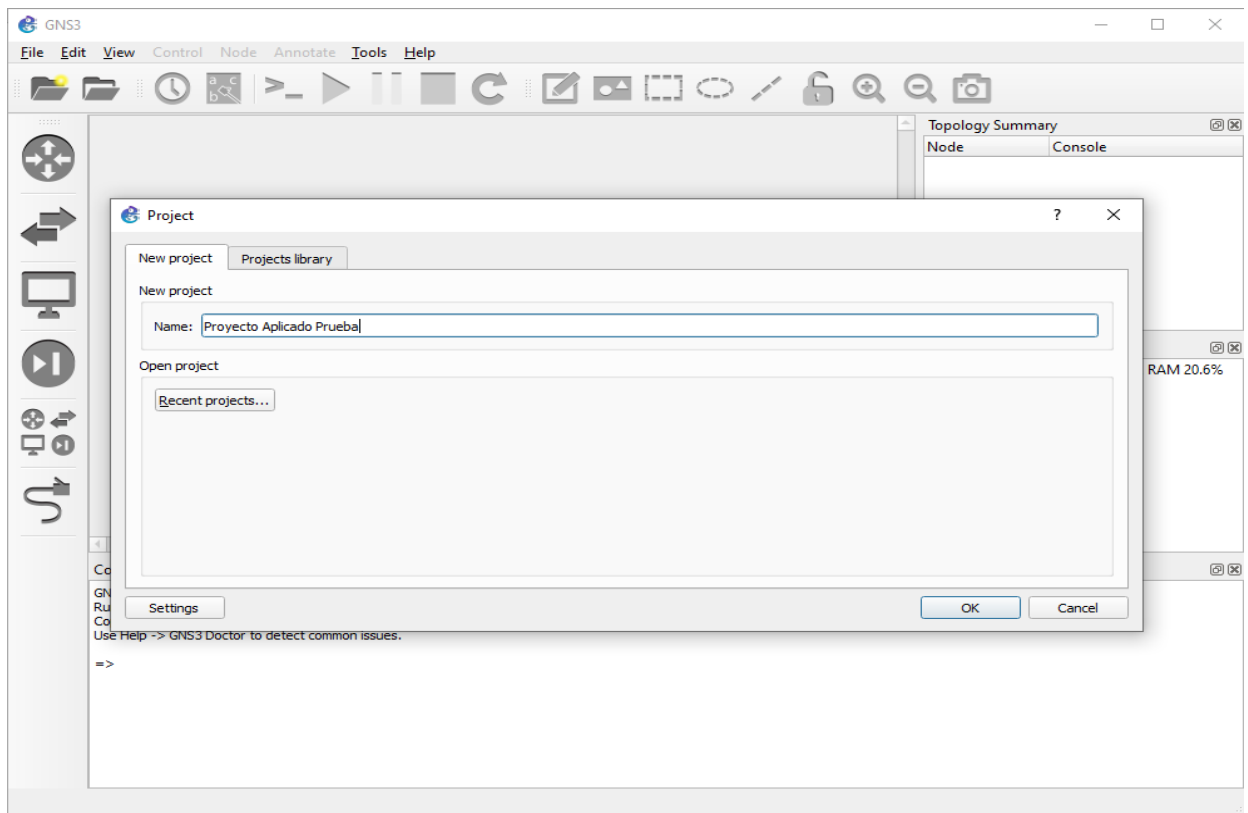 GNS3
File Edit View Control Node Annotate Tools Help
Topology Summary
Node Console
Project
New project Projects library
New project
Name: Proyecto Aplicado Prueba
Open project
Recent projects...
RAM 20.6%
Settings OK Cancel
Use Help -> GNS3 Doctor to detect common issues.
=>